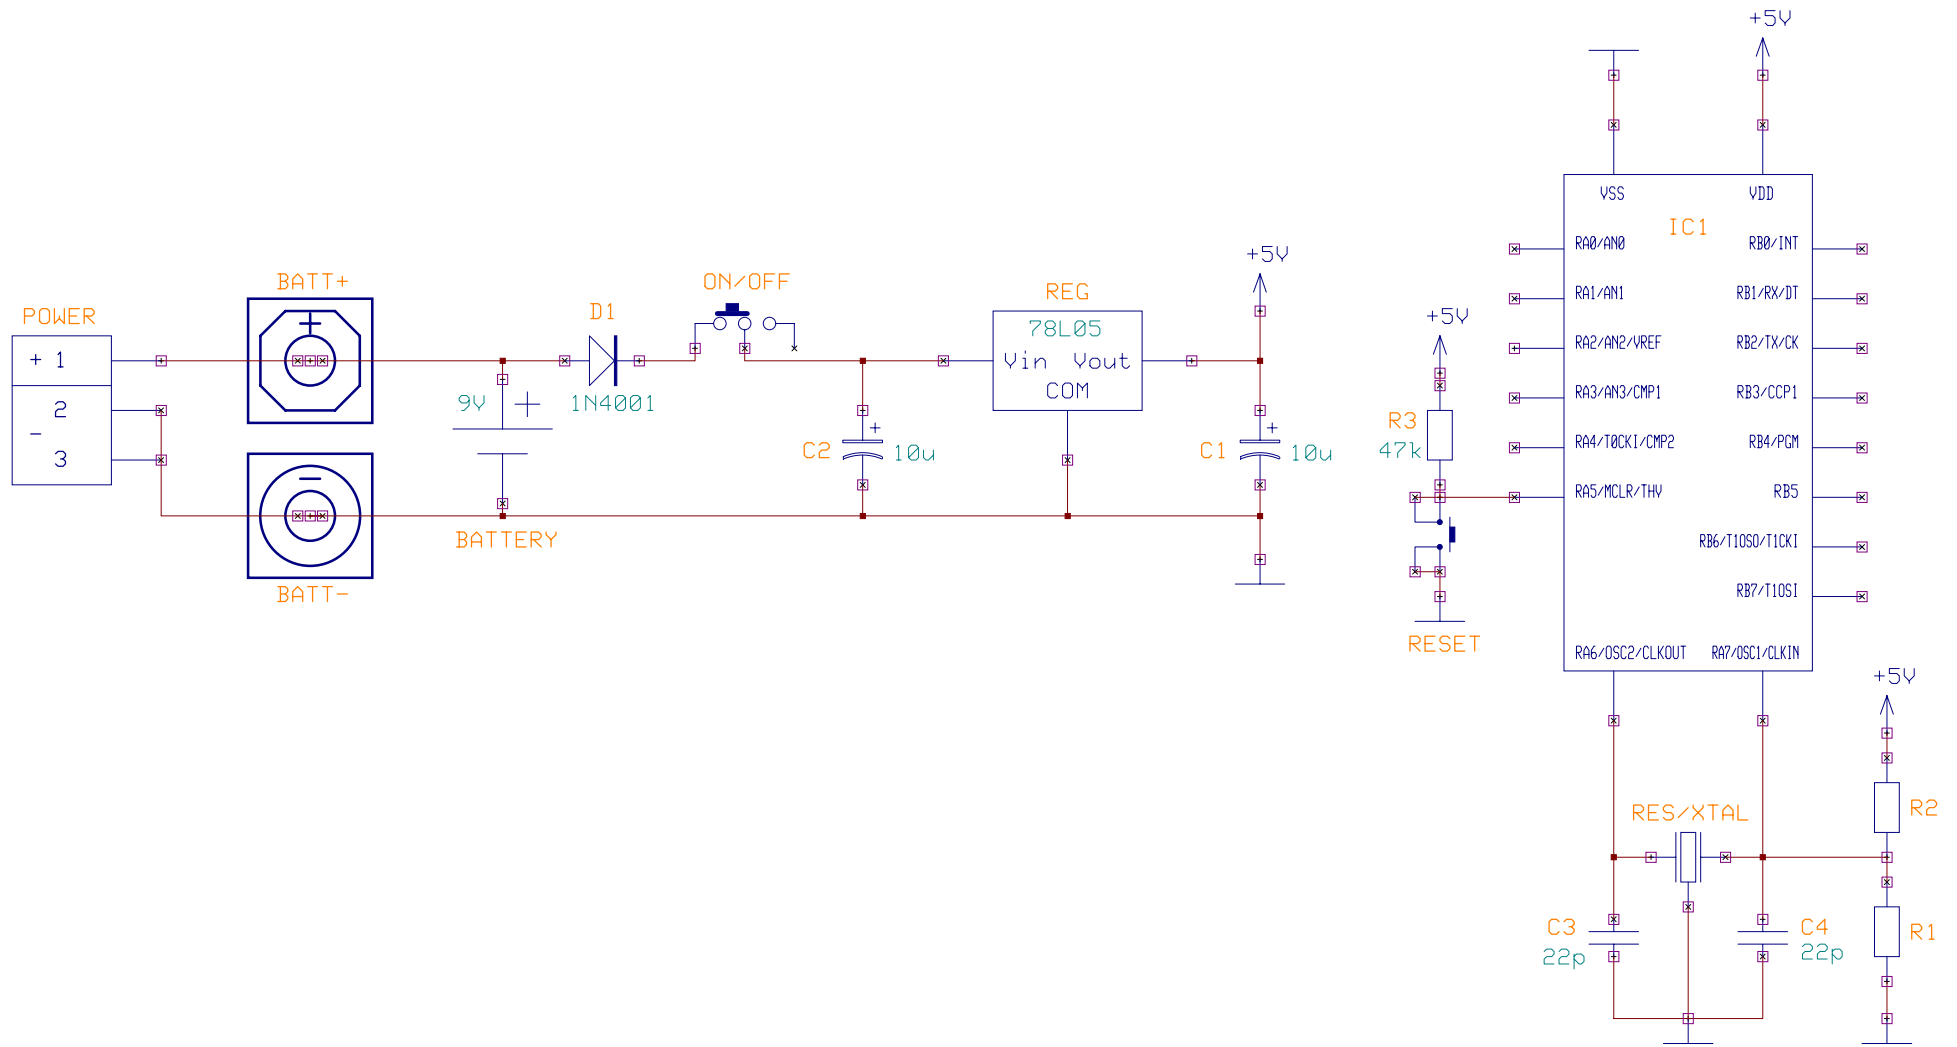 +5V
VSS VDD
IC1
RA0/AN0 RB0/INT
RA1/AN1 RB1/RX/DT
RA2/AN2/VREF RB2/TX/CK
RA3/AN3/CMP1 RB3/CCP1
RA4/T0CKI/CMP2 RB4/PGM
RA5/MCLR/THV RB5
RB6/T1OSO/T1CKI
RB7/T1OSI
RA6/OSC2/CLKOUT RA7/OSC1/CLKIN
POWER
+ 1
2
-
3
BATT+
+
-
BATT-
9V +
BATTERY
D1
1N4001
ON/OFF
C2
+
10u
REG
78L05
Vin Vout
COM
+5V
C1
+
10u
+5V
R3
47k
RESET
RES/XTAL
C3
22p
C4
22p
+5V
R2
R1